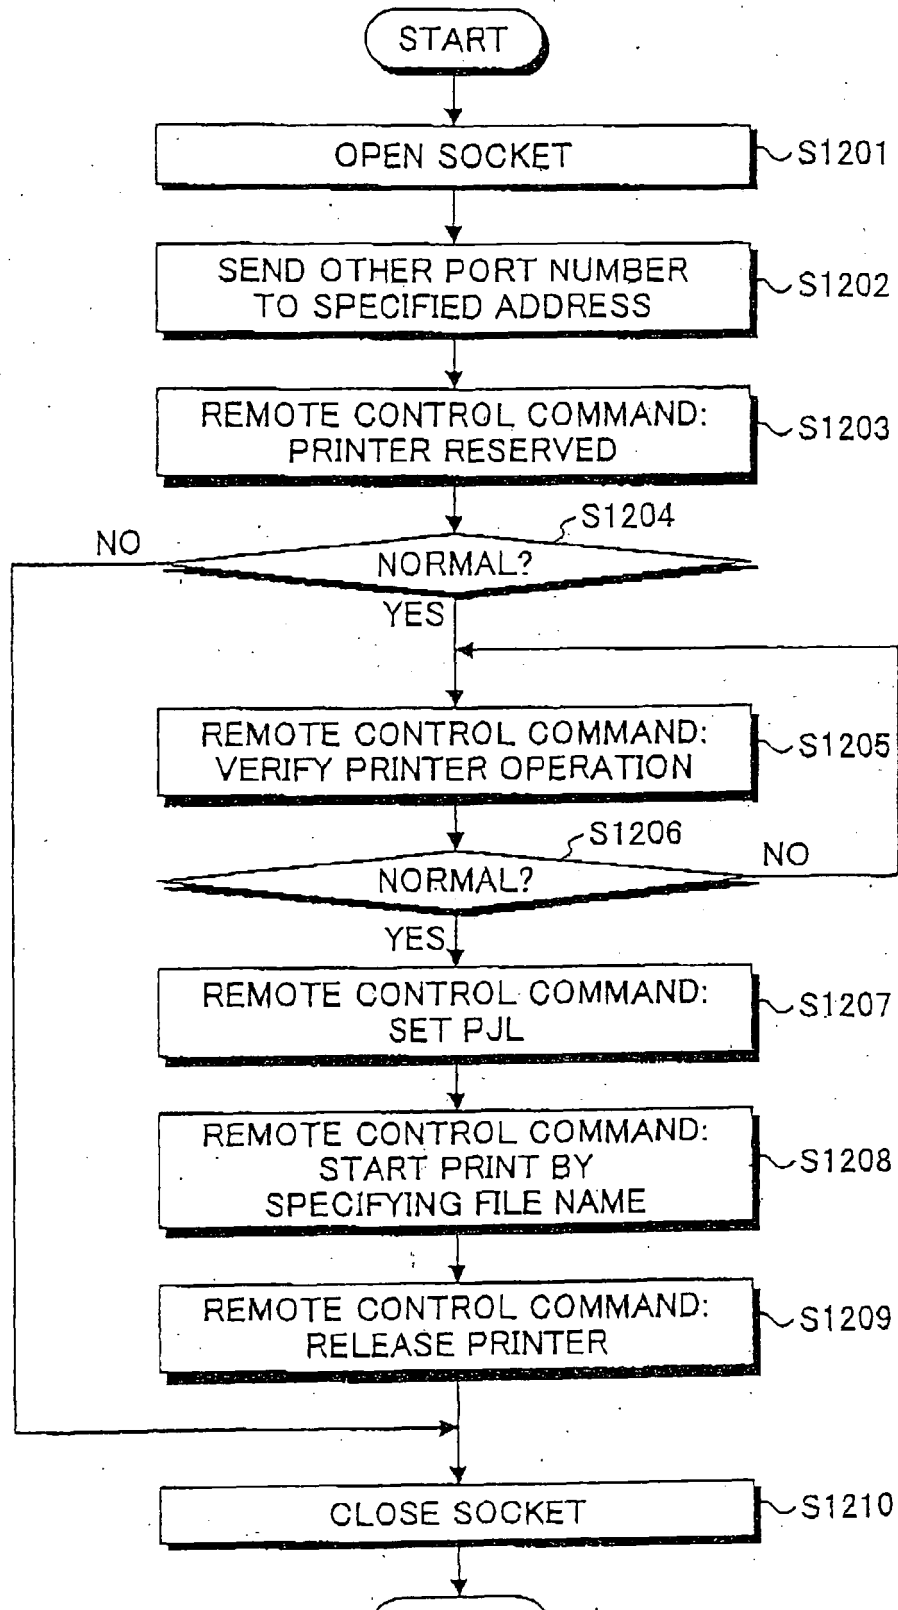 START
OPEN SOCKET
S1201
SEND OTHER PORT NUMBER
TO SPECIFIED ADDRESS
S1202
REMOTE CONTROL COMMAND:
PRINTER RESERVED
S1203
S1204
NO
NORMAL?
YES
REMOTE CONTROL COMMAND:
VERIFY PRINTER OPERATION
S1205
S1206
NO
NORMAL?
YES
REMOTE CONTROL COMMAND:
SET PJL
S1207
REMOTE CONTROL COMMAND:
START PRINT BY
SPECIFYING FILE NAME
S1208
REMOTE CONTROL COMMAND:
RELEASE PRINTER
S1209
CLOSE SOCKET
S1210